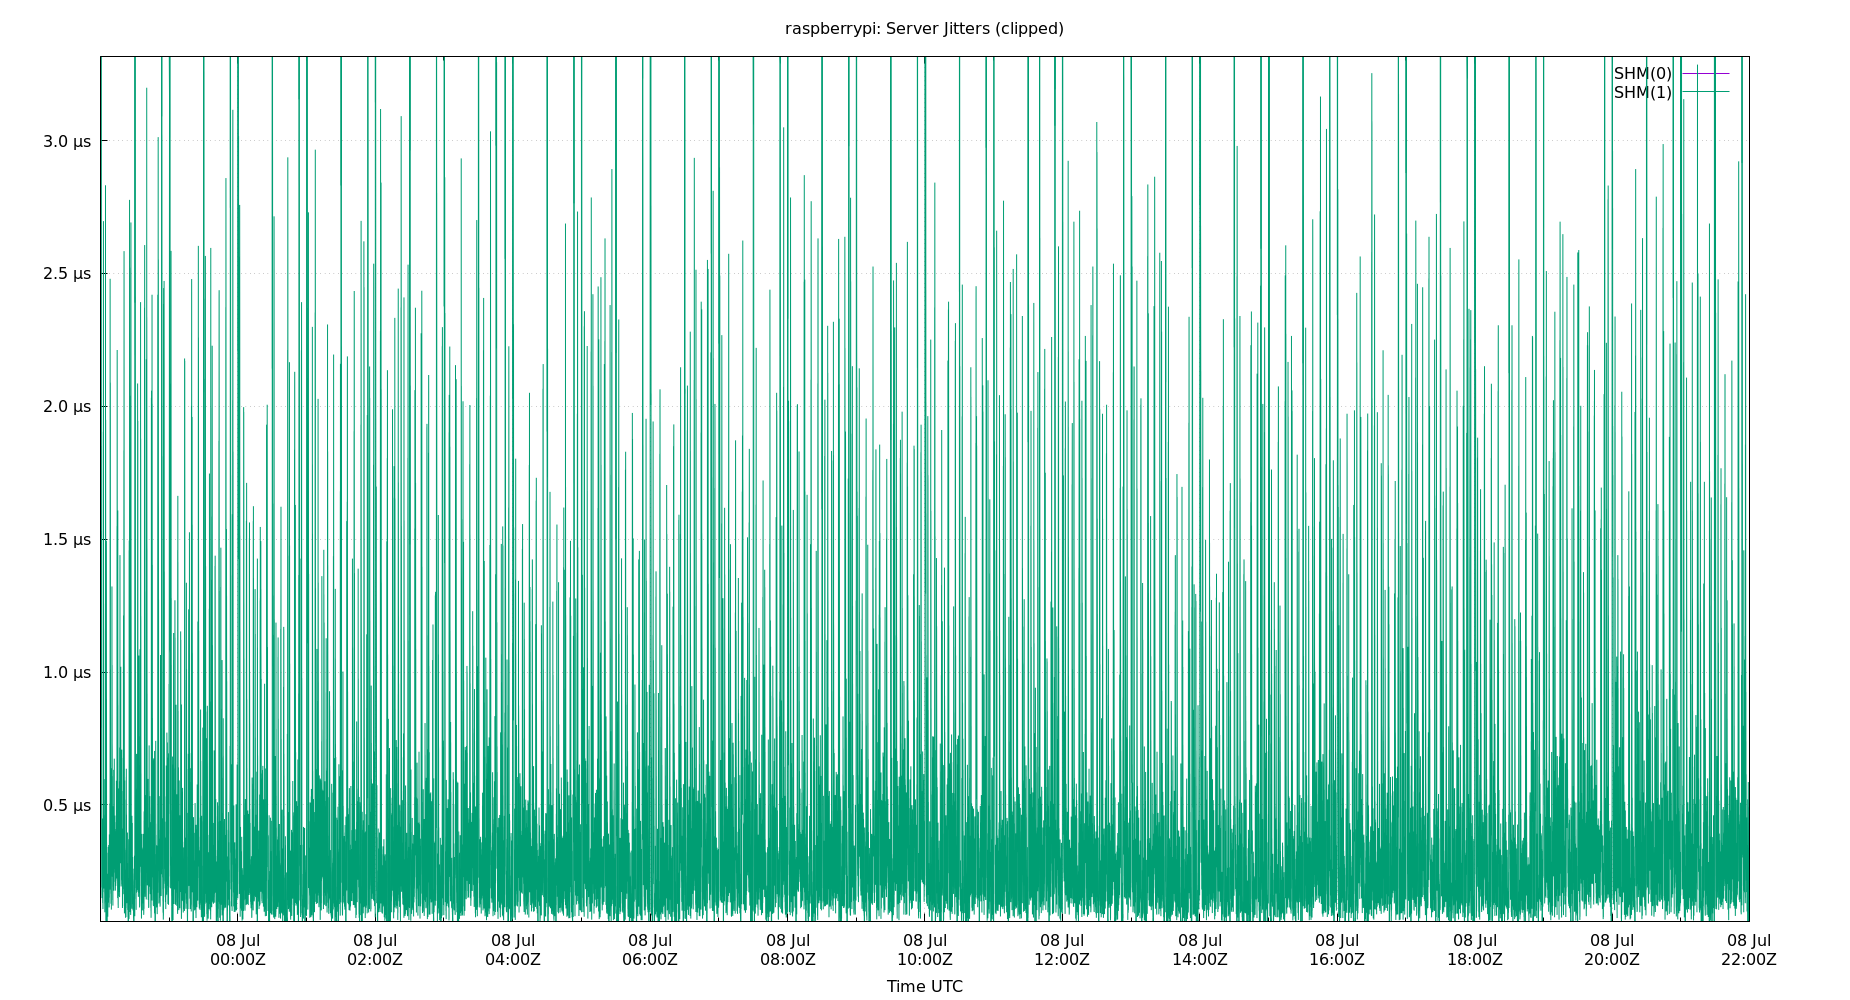 raspberrypi: Server Jitters (clipped)
SHM(0)
SHM(1)
3.0 µs
2.5 µs
2.0 µs
1.5 µs
1.0 µs
0.5 µs
08 Jul 08 Jul 08 Jul 08 Jul 08 Jul 08 Jul 08 Jul 08 Jul 08 Jul 08 Jul 08 Jul 08 Jul
00:00Z 02:00Z 04:00Z 06:00Z 08:00Z 10:00Z 12:00Z 14:00Z 16:00Z 18:00Z 20:00Z 22:00Z
Time UTC